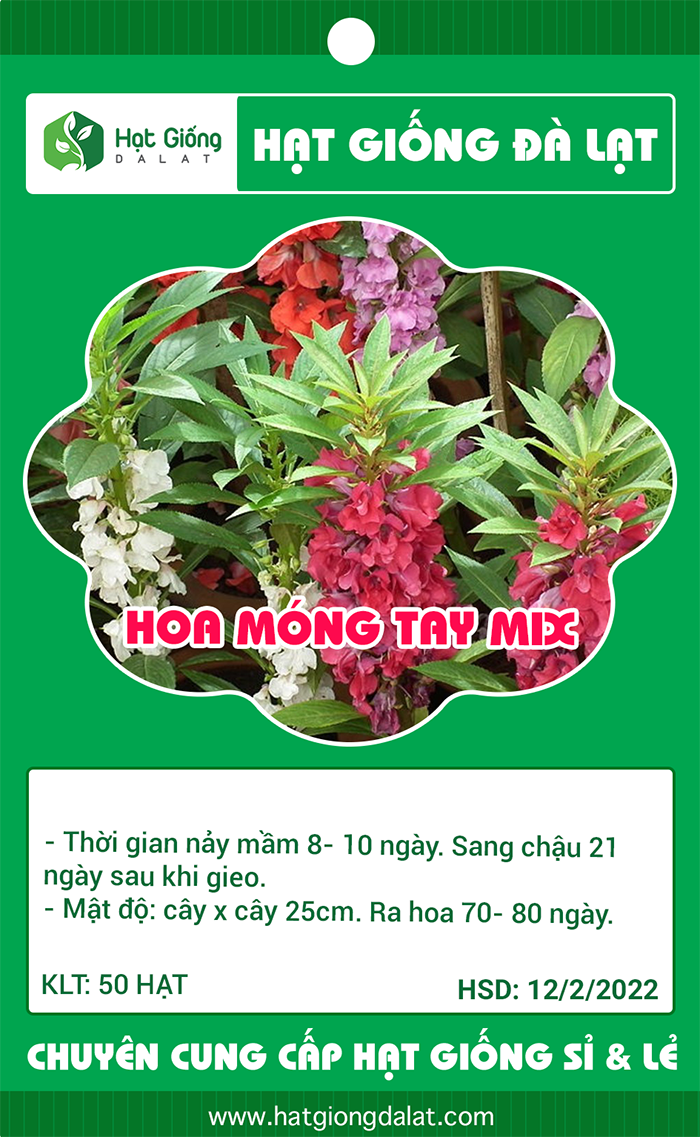 Hạt Giống
DALAT
HẠT GIỐNG ĐÀ LẠT
HOA MÓNG TAY MIX
- Thời gian nảy mầm 8- 10 ngày. Sang chậu 21
ngày sau khi gieo.
- Mật độ: cây x cây 25cm. Ra hoa 70- 80 ngày.
KLT: 50 HẠT
HSD: 12/2/2022
CHUYÊN CUNG CẤP HẠT GIỐNG SỈ & LẺ
www.hatgiongdalat.com